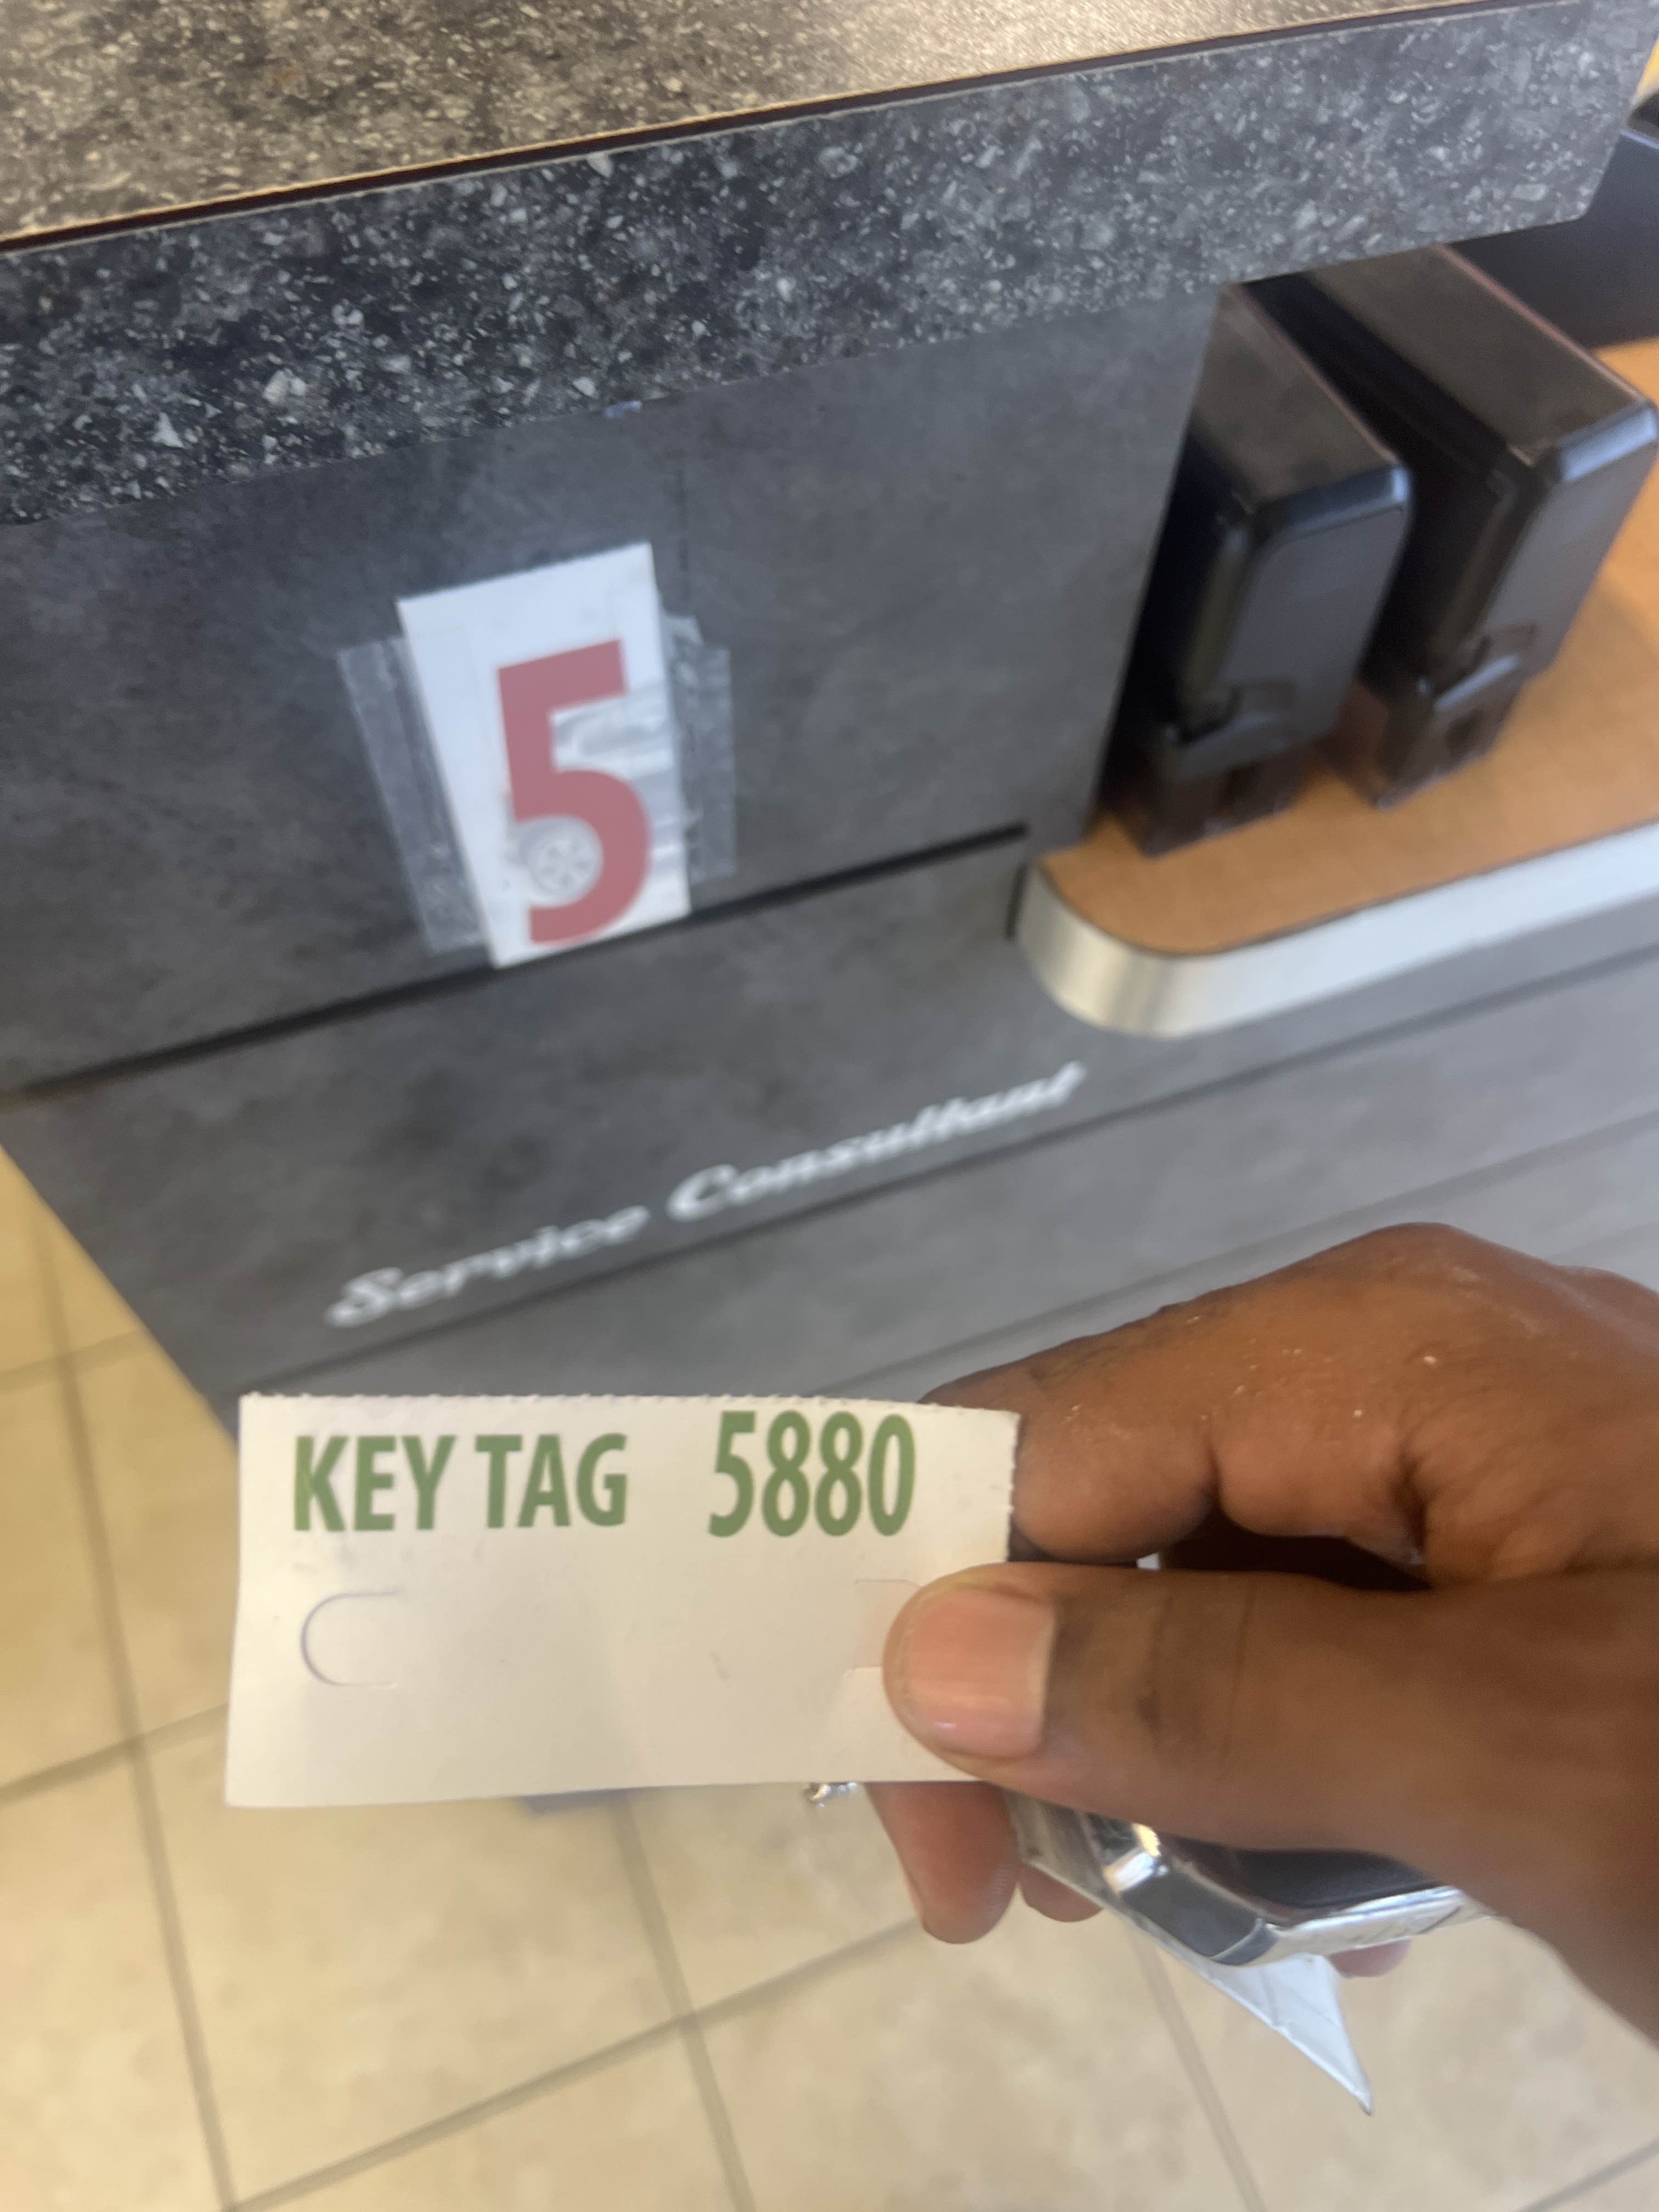 5
Service Consultant
KEY TAG 5880